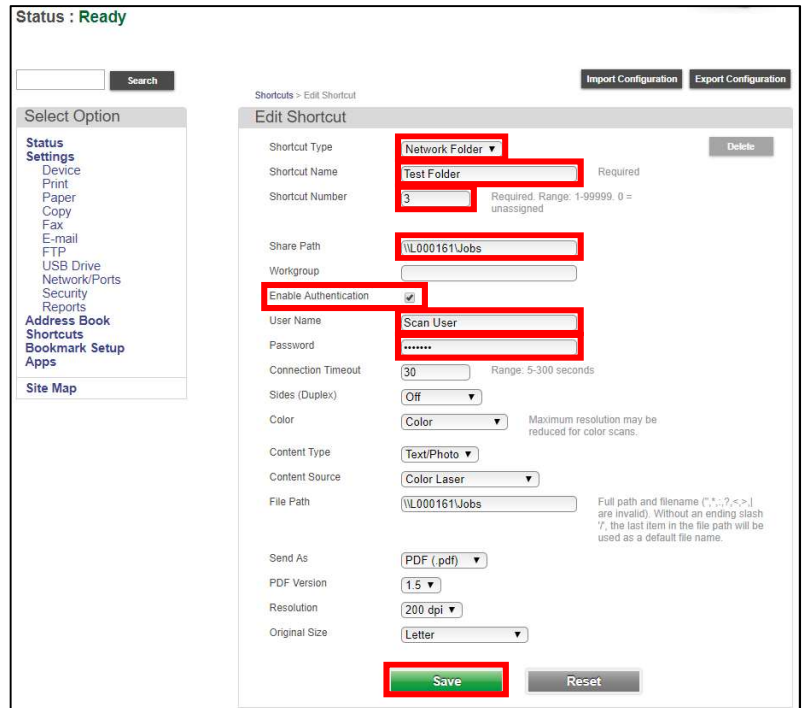 Status : Ready
Search
Import Configuration
Export Configuration
Shortcuts > Edit Shortcut
Select Option
Status
Settings
Device
Print
Paper
Copy
Fax
E-mail
FTP
USB Drive
Network/Ports
Security
Reports
Address Book
Shortcuts
Bookmark Setup
Apps
Site Map
Edit Shortcut
Delete
Shortcut Type
Network Folder
Shortcut Name
Test Folder
Required
Shortcut Number
3
Required. Range: 1-99999. 0 =
unassigned
Share Path
\\L000161\Jobs
Workgroup
Enable Authentication
User Name
Scan User
Password
•••••••
Connection Timeout
30
Range: 5-300 seconds
Sides (Duplex)
Off
Color
Color
Maximum resolution may be
reduced for color scans.
Content Type
Text/Photo
Content Source
Color Laser
File Path
\\L000161\Jobs
Full path and filename (",*,:,?,<,>,|
are invalid). Without an ending slash
'/', the last item in the file path will be
used as a default file name.
Send As
PDF (.pdf)
PDF Version
1.5
Resolution
200 dpi
Original Size
Letter
Save
Reset